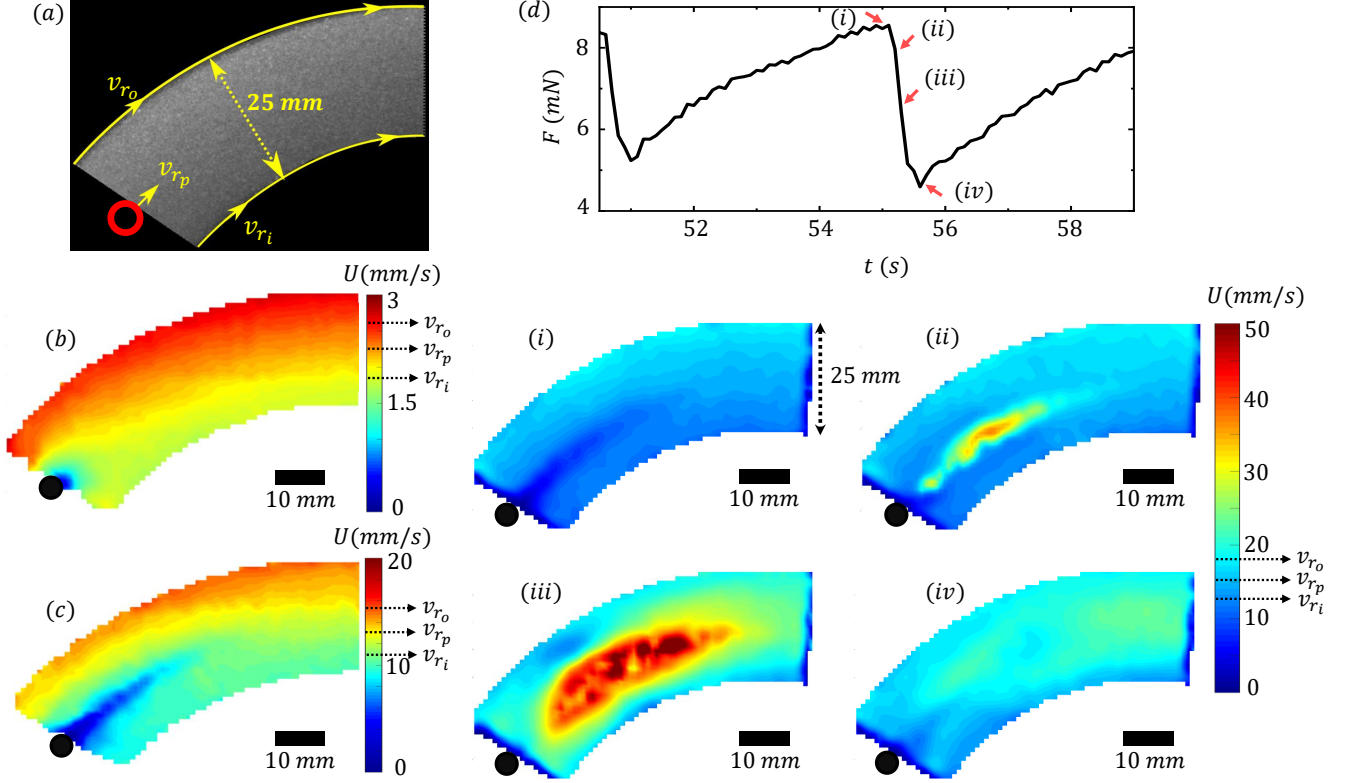 (a)
v_{r_o}
25 mm
v_{r_p}
v_{r_i}
(d)
F (mN)
8
6
4
(i)
(ii)
(iii)
(iv)
52 54 56 58
t (s)
U(mm/s)
(b)
3
v_{r_o}
v_{r_p}
v_{r_i}
1.5
0
10 mm
(i)
25 mm
10 mm
(ii)
10 mm
U(mm/s)
50
40
30
20
v_{r_o}
v_{r_p}
v_{r_i}
10
0
U(mm/s)
(c)
20
v_{r_o}
v_{r_p}
v_{r_i}
10
0
10 mm
(iii)
10 mm
(iv)
10 mm